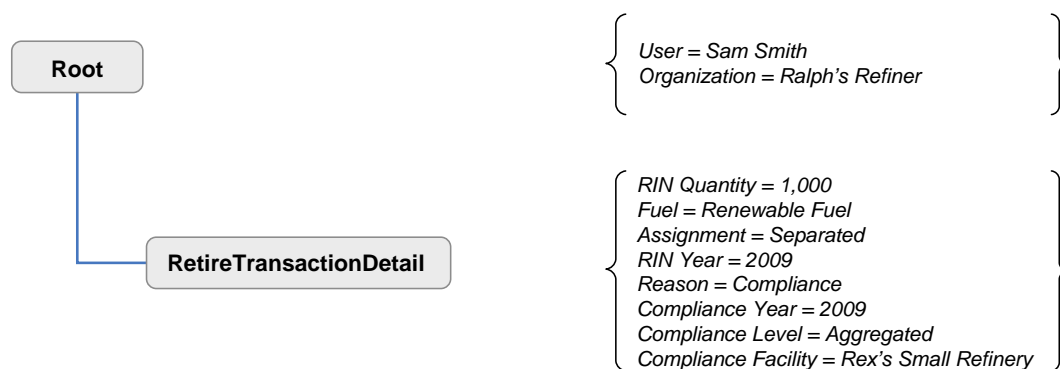 Root
User = Sam Smith
Organization = Ralph’s Refiner
RetireTransactionDetail
RIN Quantity = 1,000
Fuel = Renewable Fuel
Assignment = Separated
RIN Year = 2009
Reason = Compliance
Compliance Year = 2009
Compliance Level = Aggregated
Compliance Facility = Rex’s Small Refinery